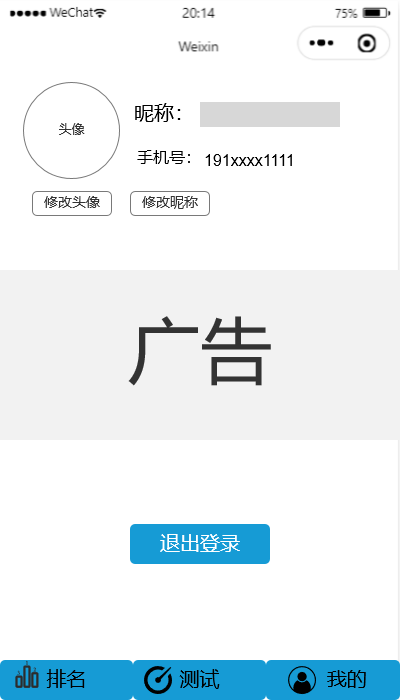 WeChat 20:14 75%
Weixin
头像
昵称：
手机号： 191xxxx1111
修改头像 修改昵称
广告
退出登录
排名 测试 我的